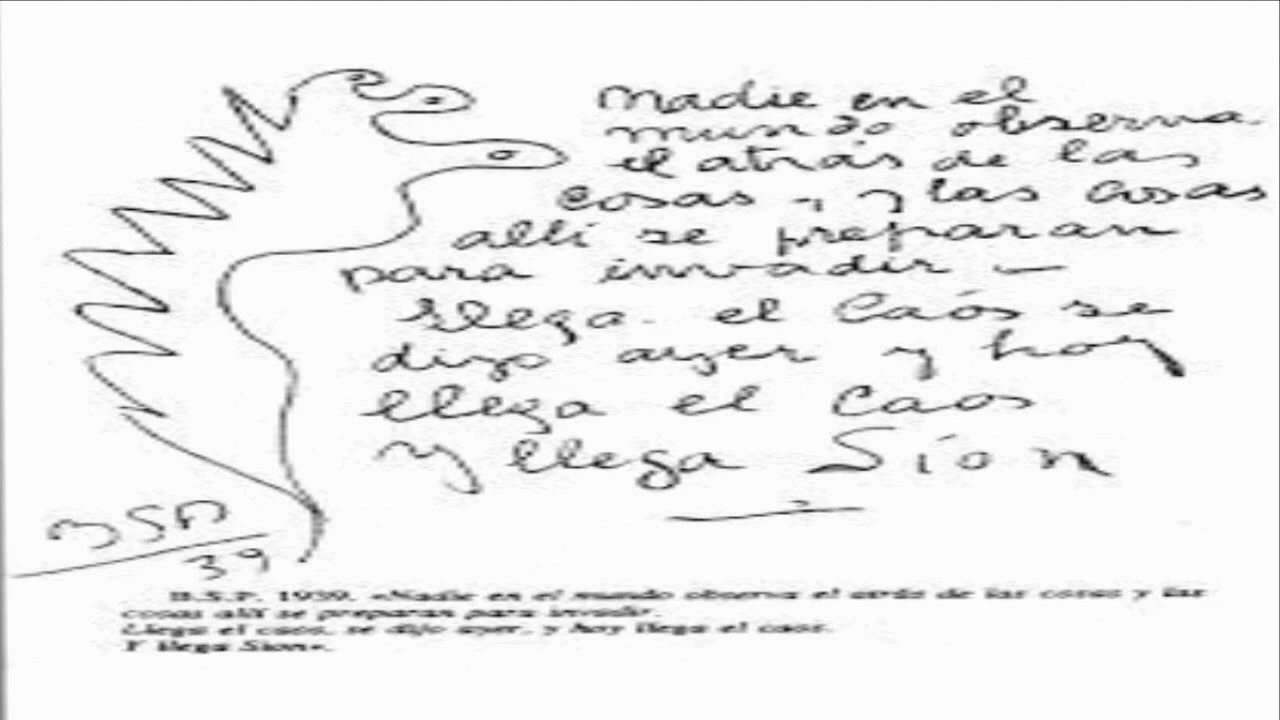 Nadie en el
mundo observa
el atrás de las
cosas - y las cosas
allí se preparan
para invadir -
Llega el caós se
dijo ayer y hoy
llega el caos
y llega Sion
BSP
39
B.S.P. 1939. «Nadie en el mundo observa el atrás de las cosas y las
cosas allí se preparan para invadir.
Llega el caos, se dijo ayer, y hoy llega el caos.
Y llega Sion».